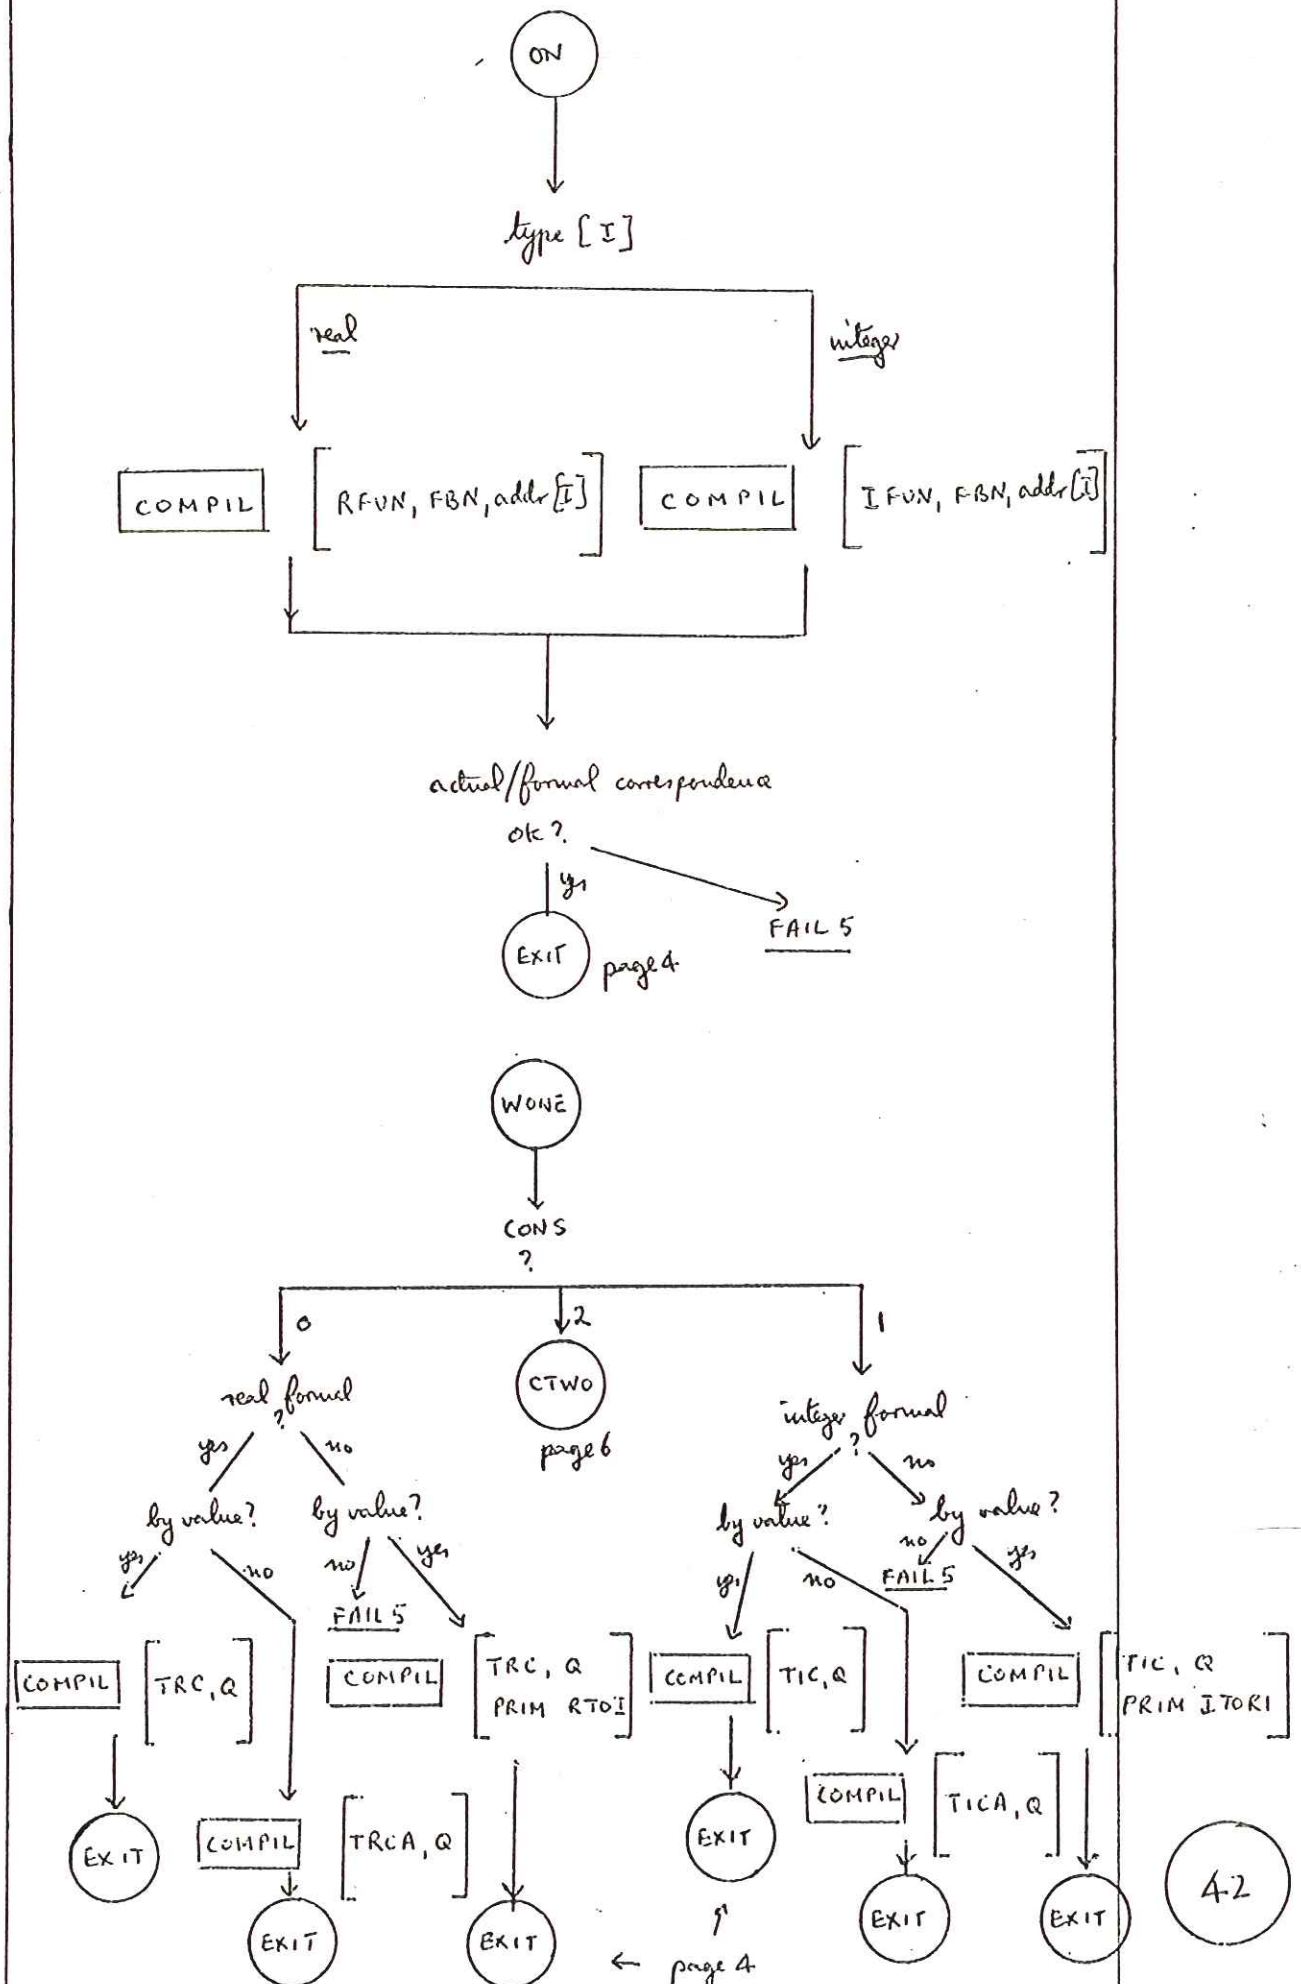 ON
type [I]
real
integer
COMPIL [RFUN, FBN, addr[I]] COMPIL [IFUN, FBN, addr[I]]
actual/formal correspondence
ok?
yes
FAIL 5
EXIT page 4
WONE
CONS
?
0 2 1
real formal
?
CTWO
page 6
integer formal
?
yes no yes no
by value? by value? by value? by value?
yes no no yes yes no no yes
FAIL 5 FAIL 5
COMPIL [TRC, Q] COMPIL [TRC, Q
PRIM RTOI] COMPIL [TIC, Q] COMPIL [TIC, Q
PRIM ITORI]
COMPIL [TRCA, Q] COMPIL [TICA, Q]
EXIT EXIT
EXIT EXIT EXIT EXIT
page 4
42